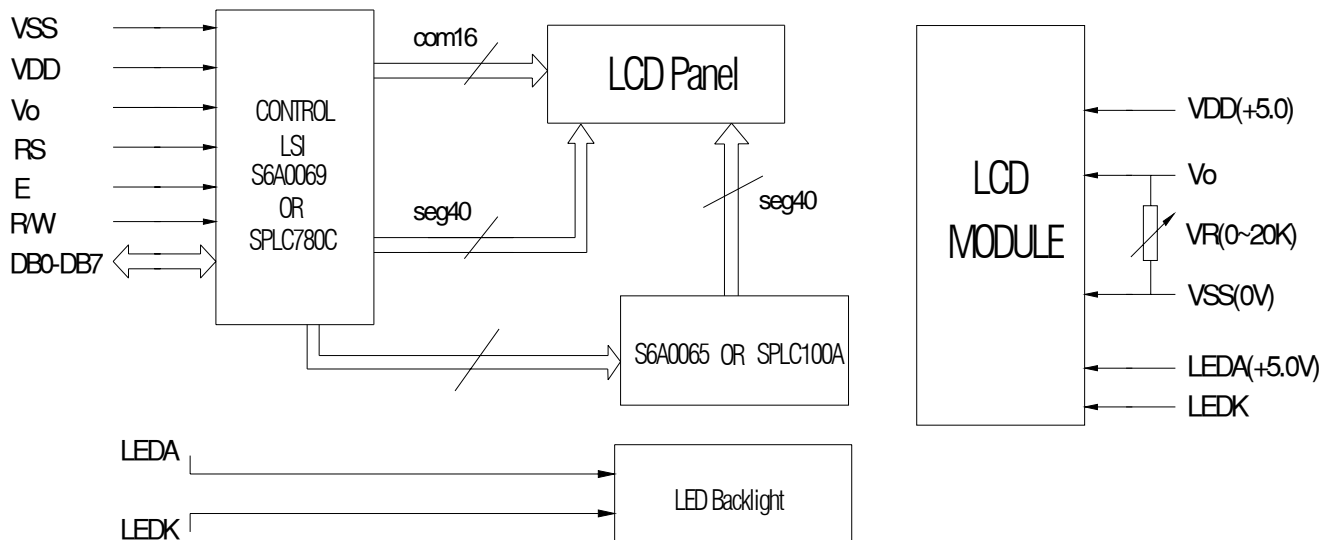 VSS
VDD
Vo
RS
E
R/W
DB0-DB7
CONTROL
LSI
S6A0069
OR
SPLC780C
com16
seg40
LCD Panel
seg40
S6A0065 OR SPLC100A
LEDA
LEDK
LED Backlight
LCD
MODULE
VDD(+5.0)
Vo
VR(0~20K)
VSS(0V)
LEDA(+5.0V)
LEDK